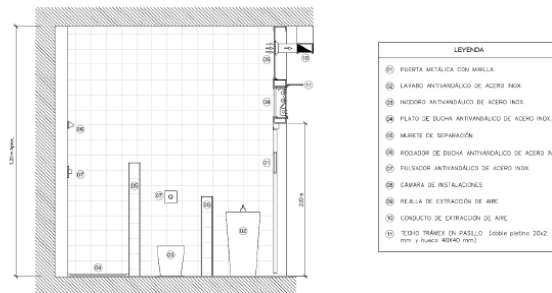 LEYENDA
01 PUERTA METÁLICA CON MIRILLA
02 LAVABO ANTIVANDÁLICO DE ACERO INOX.
03 INODORO ANTIVANDÁLICO DE ACERO INOX.
04 PLATO DE DUCHA ANTIVANDÁLICO DE ACERO INOX.
05 MURETE DE SEPARACIÓN
06 ROCIADOR DE DUCHA ANTIVANDÁLICO DE ACERO IN
07 PULSADOR ANTIVANDÁLICO DE ACERO INOX.
08 CÁMARA DE INSTALACIONES
09 REJILLA DE EXTRACCIÓN DE AIRE
10 CONDUCTO DE EXTRACCIÓN DE AIRE
11 TECHO TRÁMEX EN PASILLO (doble pletina 30x2
mm y hueco 40X40 mm)
09
10
11
08
06
07
05
07
05
02
01
03
04